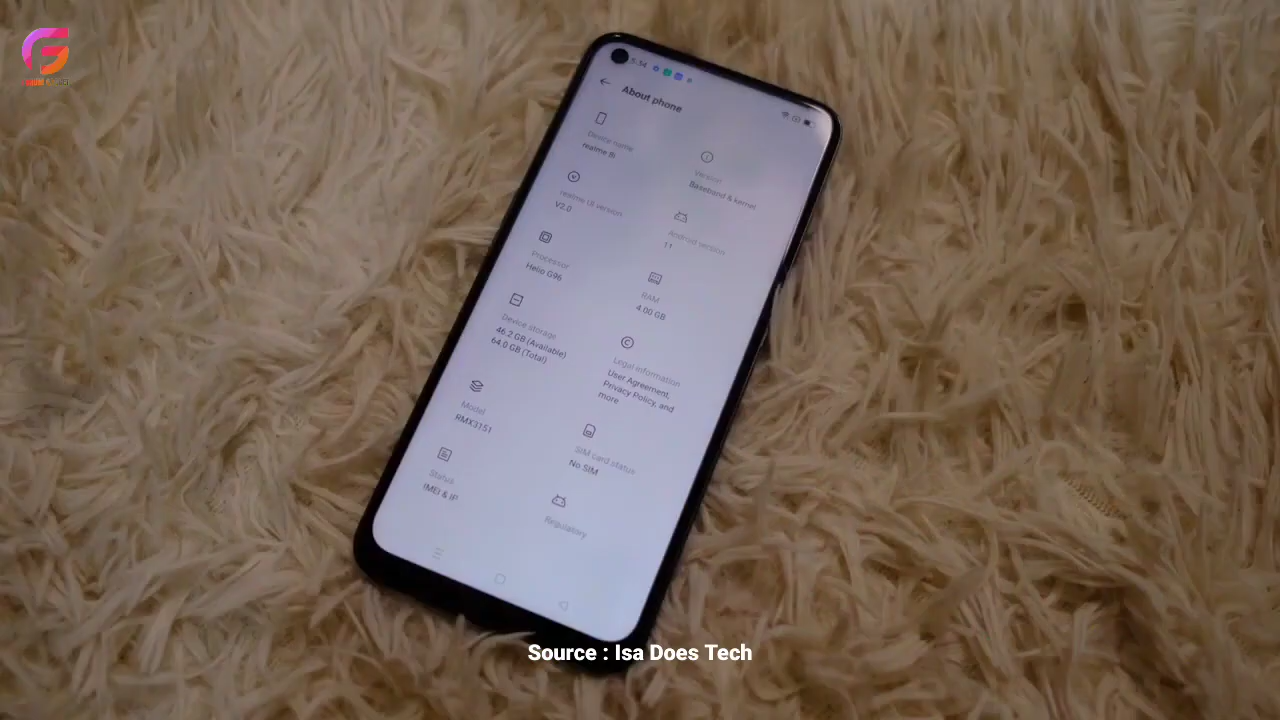 5:14
About phone
Device name
realme 8i
Version
Baseband & kernel
realme UI version
V2.0
Android version
11
Processor
Helio G96
RAM
4.00 GB
Device storage
46.2 GB (Available)
64.0 GB (Total)
Legal information
User Agreement,
Privacy Policy, and
more
Model
RMX3151
SIM card status
No SIM
Status
IMEI & IP
Regulatory
Source : Isa Does Tech